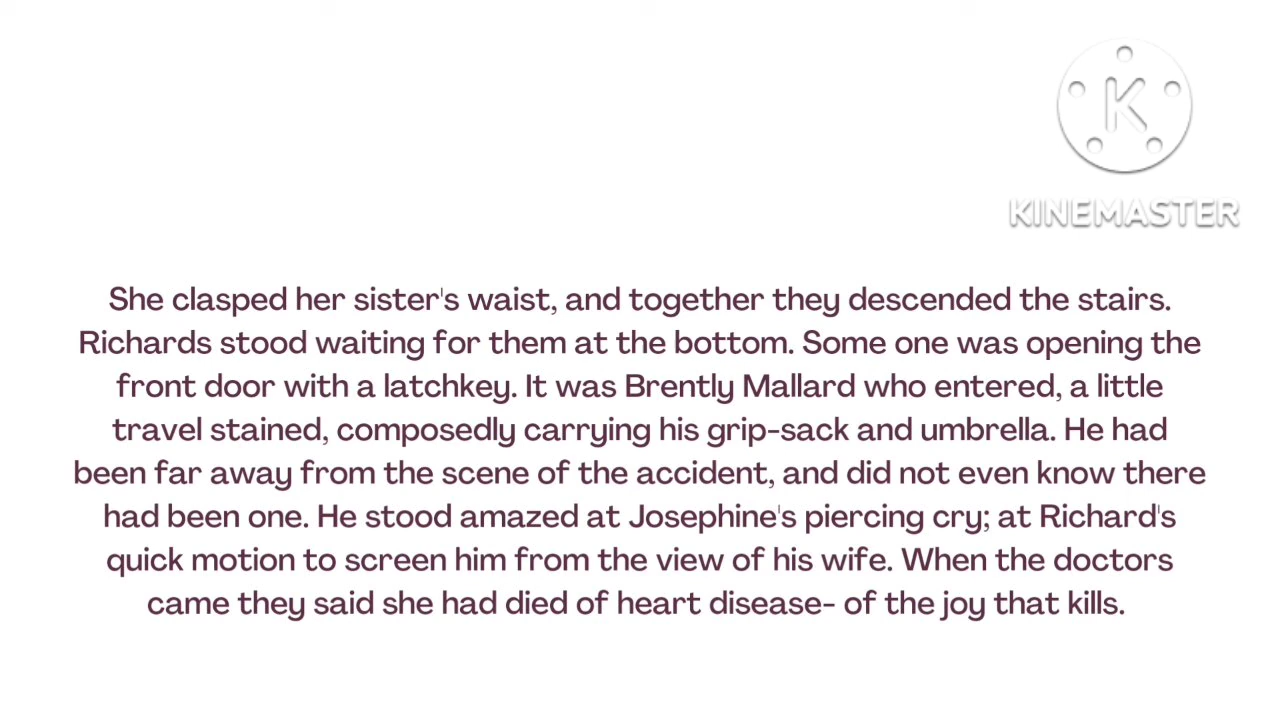 K
KINEMASTER
She clasped her sister's waist, and together they descended the stairs.
Richards stood waiting for them at the bottom. Some one was opening the
front door with a latchkey. It was Brently Mallard who entered, a little
travel stained, composedly carrying his grip-sack and umbrella. He had
been far away from the scene of the accident, and did not even know there
had been one. He stood amazed at Josephine's piercing cry; at Richard's
quick motion to screen him from the view of his wife. When the doctors
came they said she had died of heart disease- of the joy that kills.